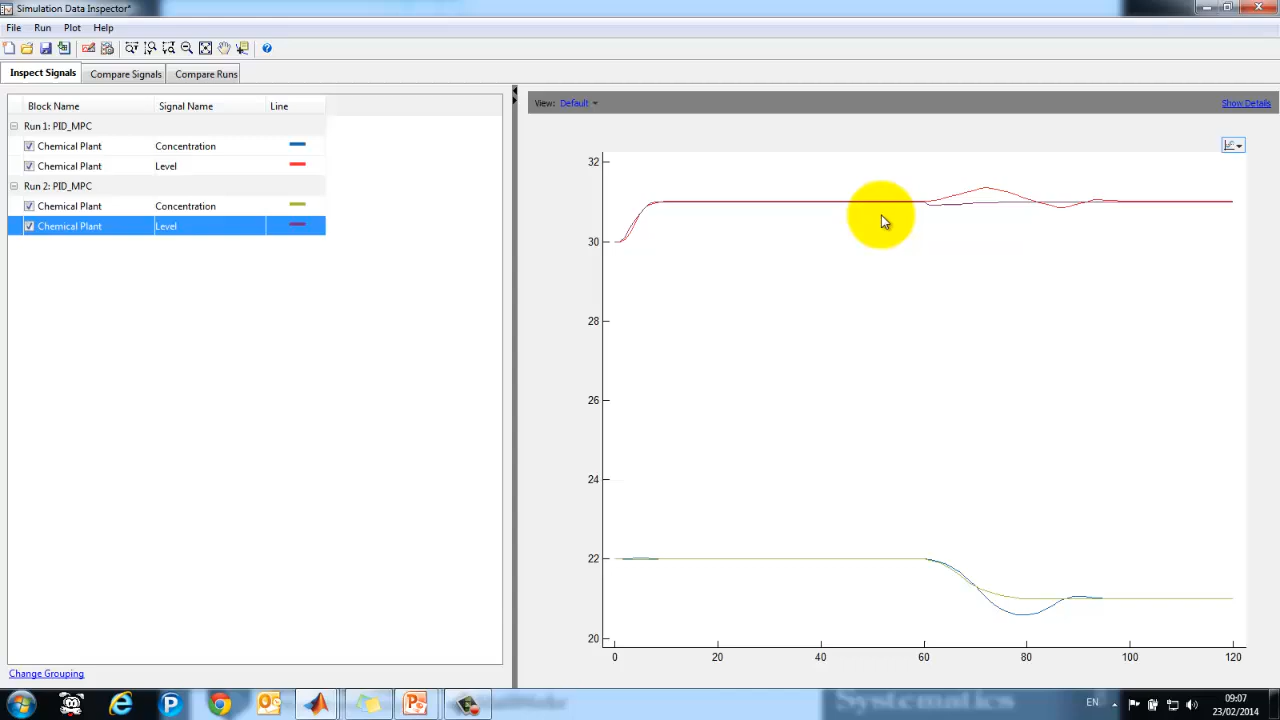 Simulation Data Inspector*
File Run Plot Help
Inspect Signals Compare Signals Compare Runs
Block Name Signal Name Line
Run 1: PID_MPC
Chemical Plant Concentration
Chemical Plant Level
Run 2: PID_MPC
Chemical Plant Concentration
Chemical Plant Level
Change Grouping
View: Default Show Details
32
30
28
26
24
22
20
0 20 40 60 80 100 120
Systematics
EN 09:07
23/02/2014